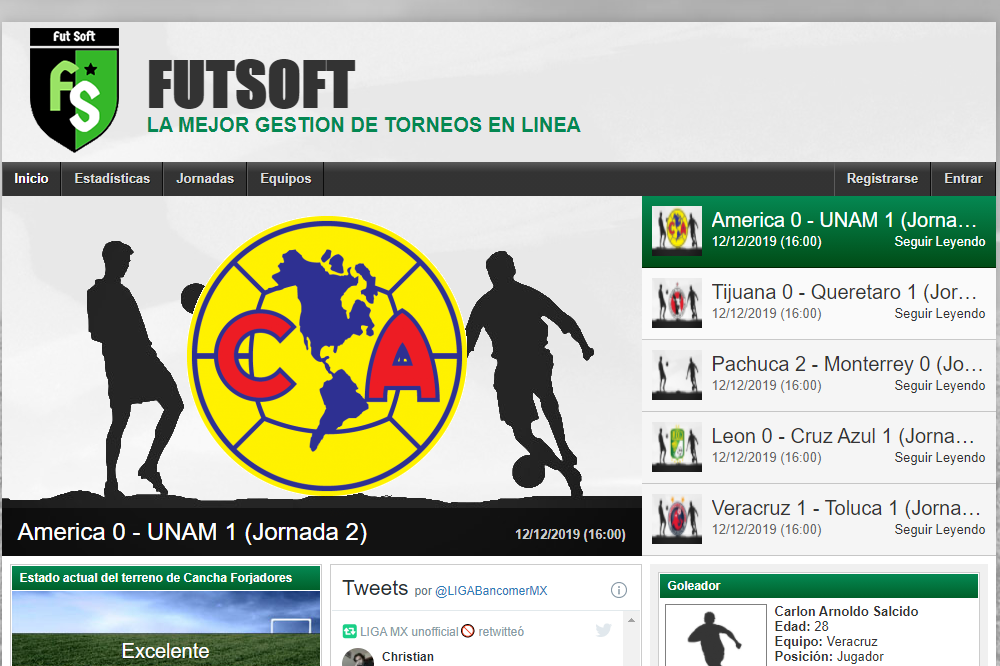 Fut Soft
FS
FUTSOFT
LA MEJOR GESTION DE TORNEOS EN LINEA
Inicio Estadísticas Jornadas Equipos Registrarse Entrar
CA
America 0 - UNAM 1 (Jornada 2)
12/12/2019 (16:00)
America 0 - UNAM 1 (Jorna...
12/12/2019 (16:00) Seguir Leyendo
Tijuana 0 - Queretaro 1 (Jor...
12/12/2019 (16:00) Seguir Leyendo
Pachuca 2 - Monterrey 0 (Jo...
12/12/2019 (16:00) Seguir Leyendo
Leon 0 - Cruz Azul 1 (Jorna...
12/12/2019 (16:00) Seguir Leyendo
Veracruz 1 - Toluca 1 (Jorna...
12/12/2019 (16:00) Seguir Leyendo
Estado actual del terreno de Cancha Forjadores
Excelente
Tweets por @LIGABancomerMX
LIGA MX unofficial🚫 retwitteó
Christian
Goleador
Carlon Arnoldo Salcido
Edad: 28
Equipo: Veracruz
Posición: Jugador